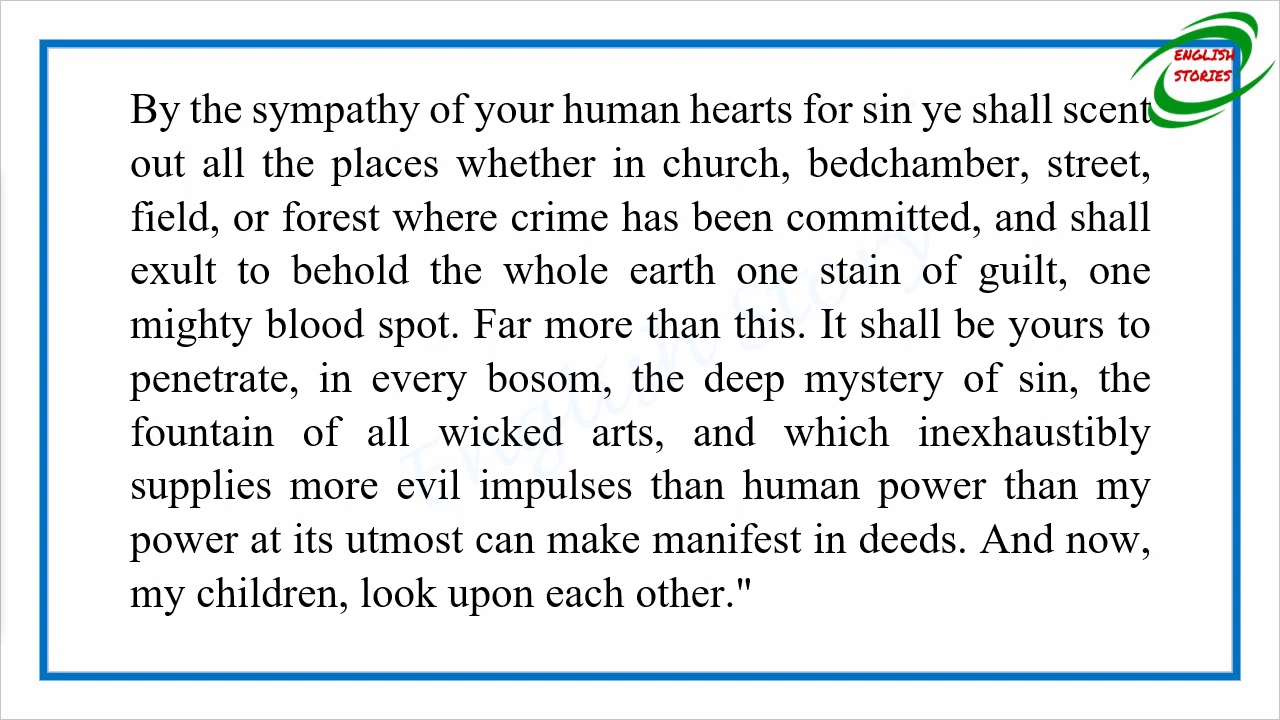 ENGLISH
STORIES
By the sympathy of your human hearts for sin ye shall scent
out all the places whether in church, bedchamber, street,
field, or forest where crime has been committed, and shall
exult to behold the whole earth one stain of guilt, one
mighty blood spot. Far more than this. It shall be yours to
penetrate, in every bosom, the deep mystery of sin, the
fountain of all wicked arts, and which inexhaustibly
supplies more evil impulses than human power than my
power at its utmost can make manifest in deeds. And now,
my children, look upon each other."
English Story